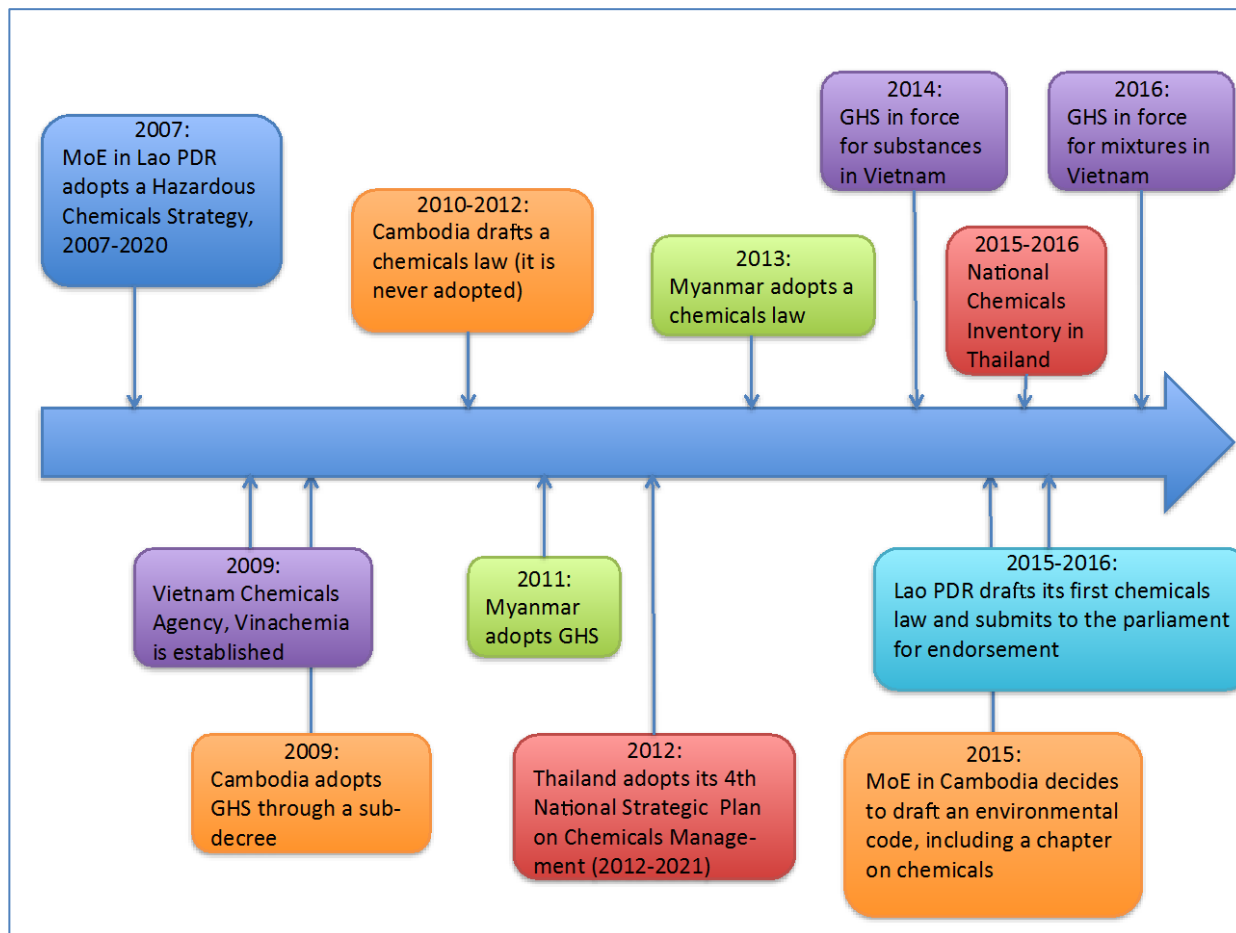 2007:
MoE in Lao PDR
adopts a Hazardous
Chemicals Strategy,
2007-2020
2010-2012:
Cambodia drafts a
chemicals law (it is
never adopted)
2013:
Myanmar adopts a
chemicals law
2014:
GHS in force
for substances
in Vietnam
2015-2016
National
Chemicals
Inventory in
Thailand
2016:
GHS in force
for mixtures in
Vietnam
2009:
Vietnam Chemicals
Agency, Vinachemia
is established
2009:
Cambodia adopts
GHS through a sub-
decree
2011:
Myanmar
adopts GHS
2012:
Thailand adopts its 4th
National Strategic Plan
on Chemicals Manage-
ment (2012-2021)
2015-2016:
Lao PDR drafts its first chemicals
law and submits to the parliament
for endorsement
2015:
MoE in Cambodia decides
to draft an environmental
code, including a chapter
on chemicals